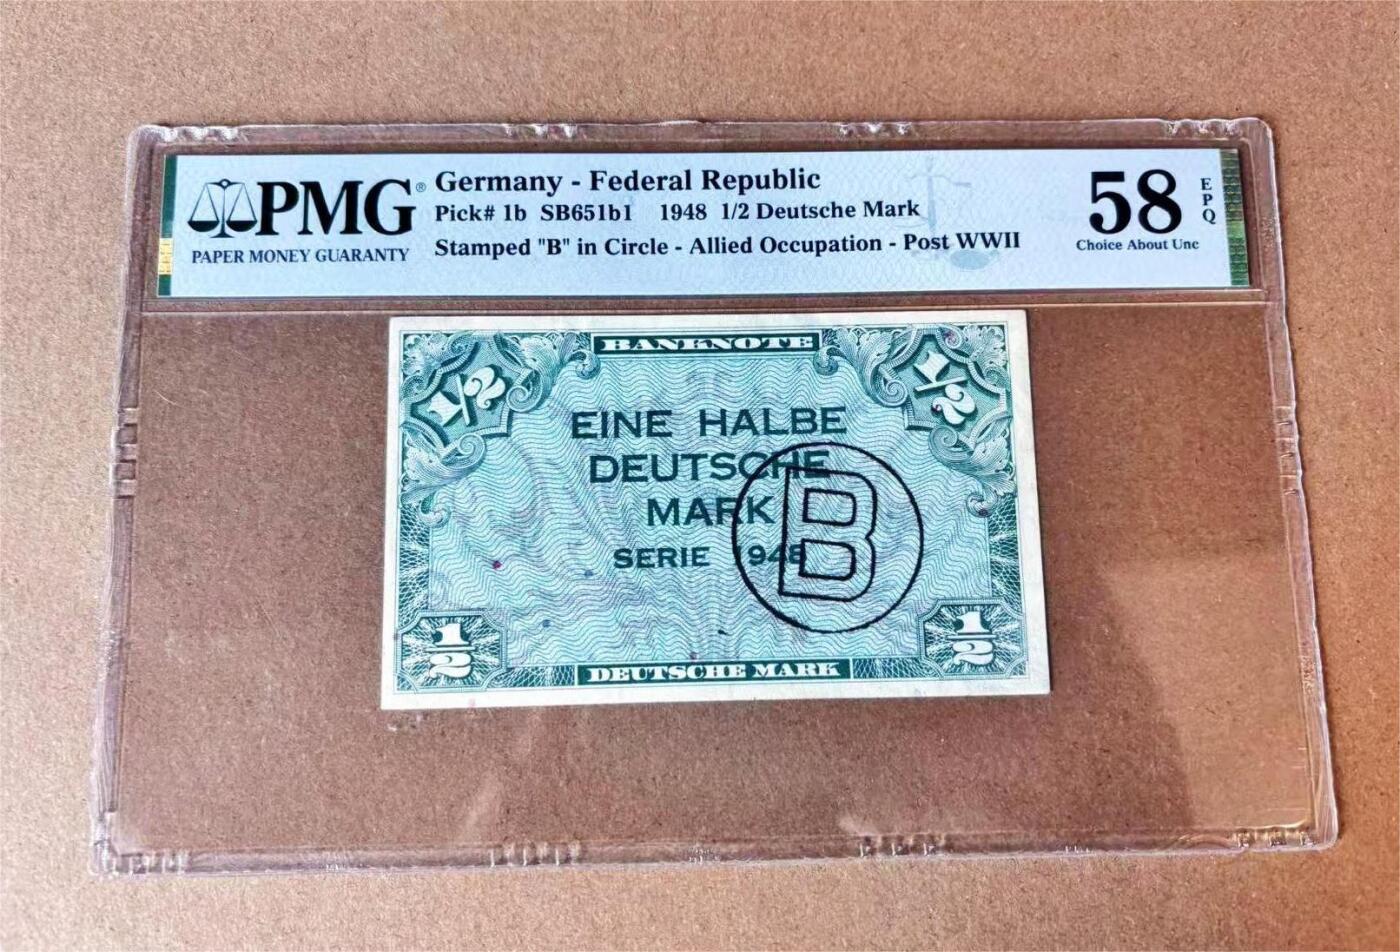 PMG®
PAPER MONEY GUARANTY
Germany - Federal Republic
Pick# 1b SB651b1 1948 1/2 Deutsche Mark
Stamped "B" in Circle - Allied Occupation - Post WWII
58
EPQ
Choice About Unc
BANKNOTE
1/2
1/2
EINE HALBE
DEUTSCHE
MARK
SERIE 1948
B
1/2
DEUTSCHE MARK
1/2